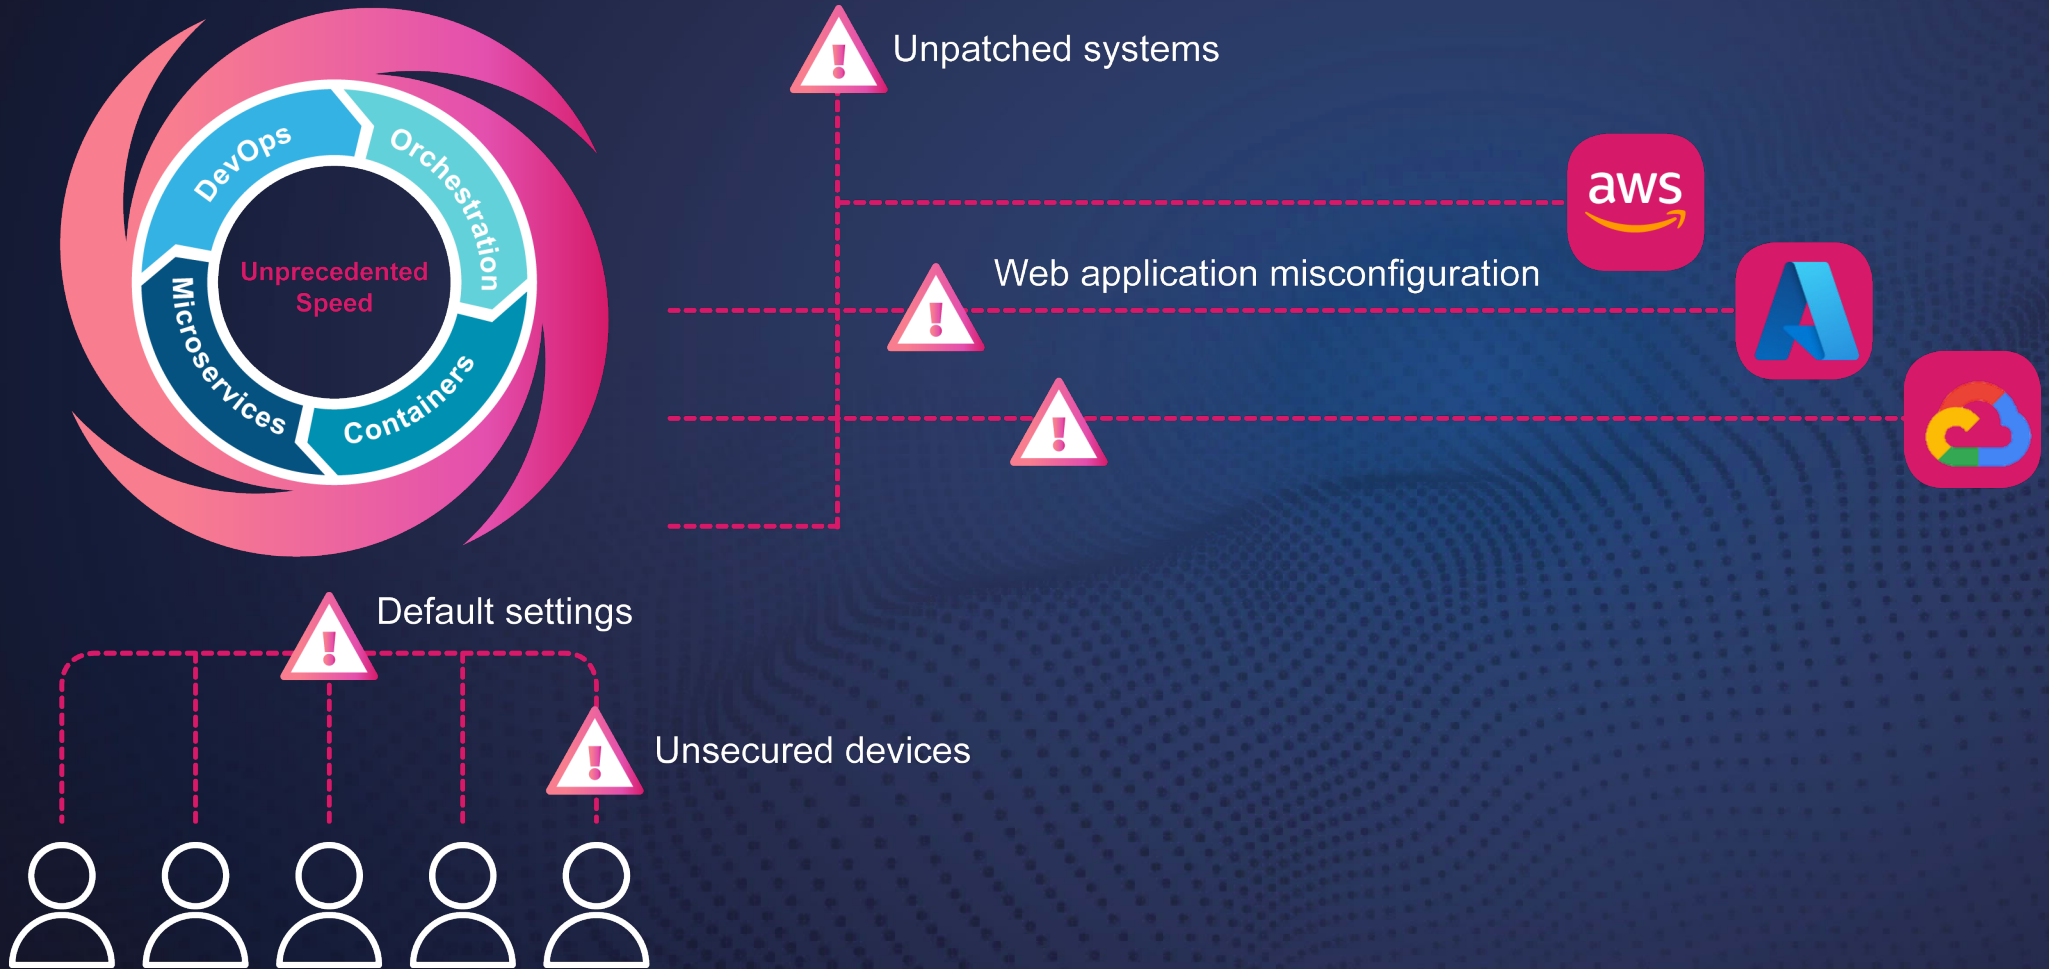 Unpatched systems
DevOps
Orchestration
Containers
Microservices
Unprecedented
Speed
aws
Web application misconfiguration
Default settings
Unsecured devices